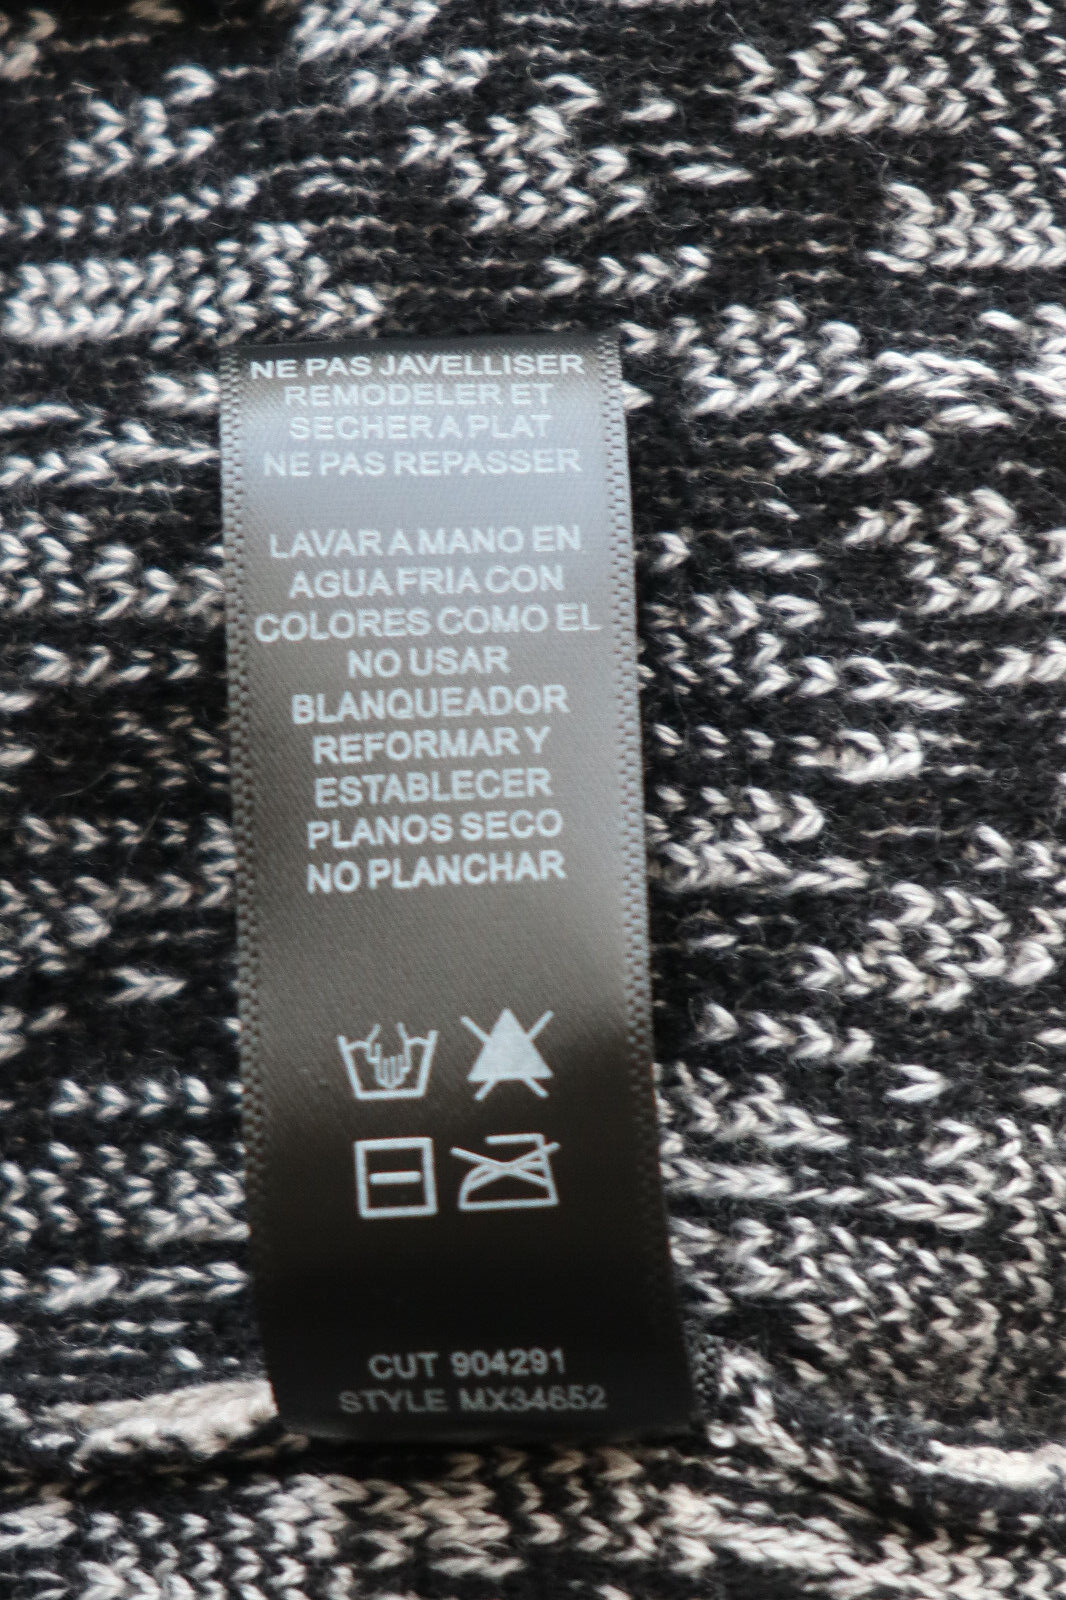 NE PAS JAVELLISER
REMODELER ET
SECHER A PLAT
NE PAS REPASSER
LAVAR A MANO EN
AGUA FRIA CON
COLORES COMO EL
NO USAR
BLANQUEADOR
REFORMAR Y
ESTABLECER
PLANOS SECO
NO PLANCHAR
CUT 904291
STYLE MX34652